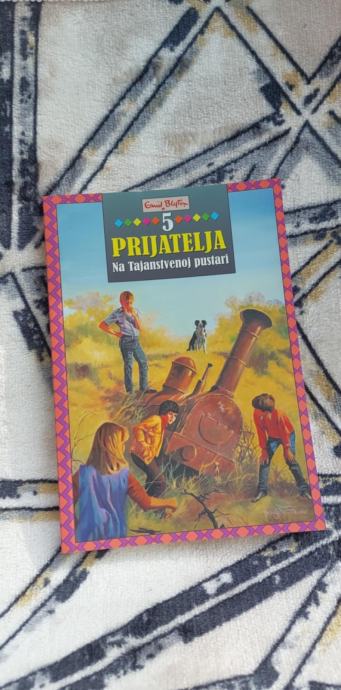 Enid Blyton
5
PRIJATELJA
Na Tajanstvenoj pustari